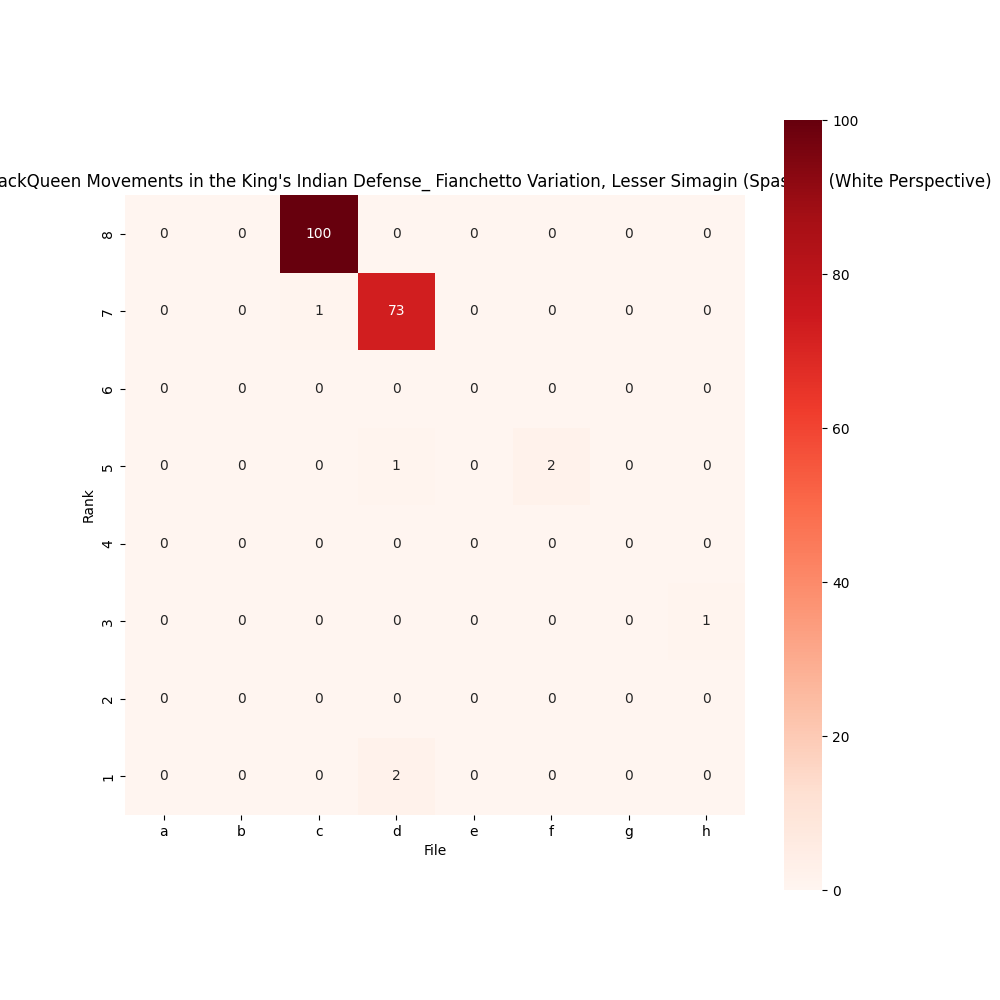 ackQueen Movements in the King's Indian Defense_ Fianchetto Variation, Lesser Simagin (Spas (White Perspective)
8 0 0 100 0 0 0 0 0
7 0 0 1 73 0 0 0 0
6 0 0 0 0 0 0 0 0
5 0 0 0 1 0 2 0 0
4 0 0 0 0 0 0 0 0
3 0 0 0 0 0 0 0 1
2 0 0 0 0 0 0 0 0
1 0 0 0 2 0 0 0 0
a b c d e f g h
File
Rank
100
80
60
40
20
0